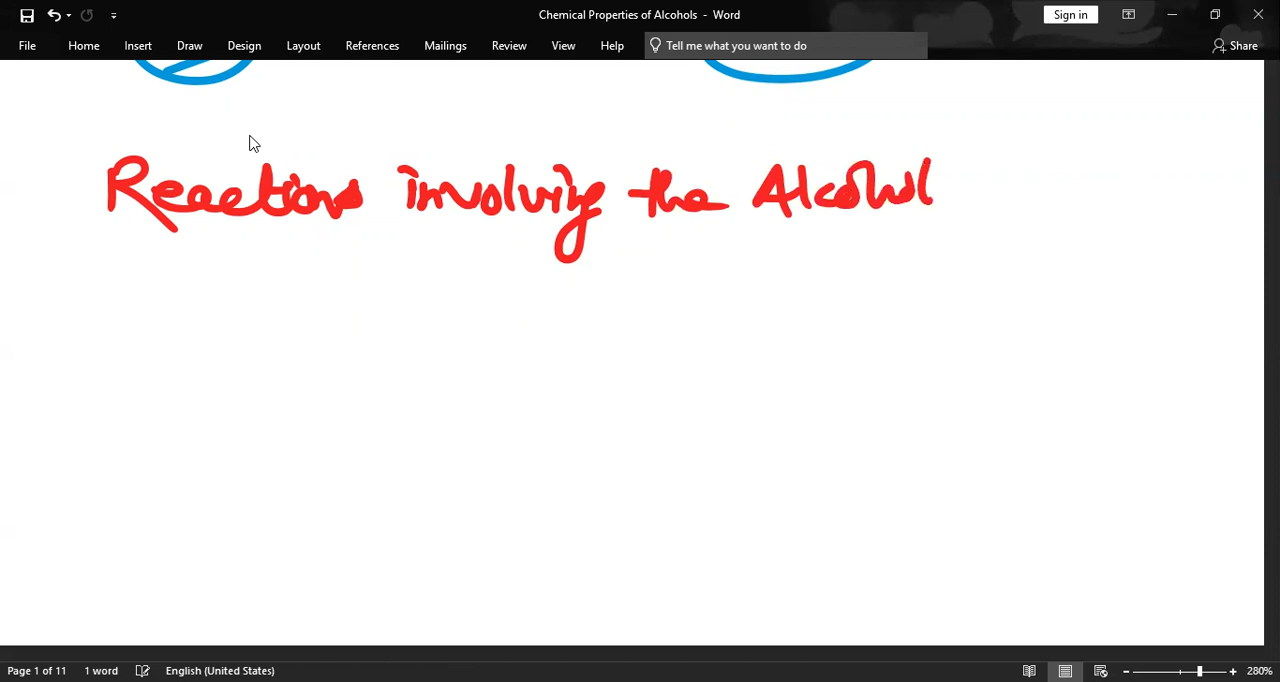 Chemical Properties of Alcohols - Word
Sign in
File Home Insert Draw Design Layout References Mailings Review View Help Tell me what you want to do Share
Reactions involving the Alcohol
Page 1 of 11 1 word English (United States) 280%